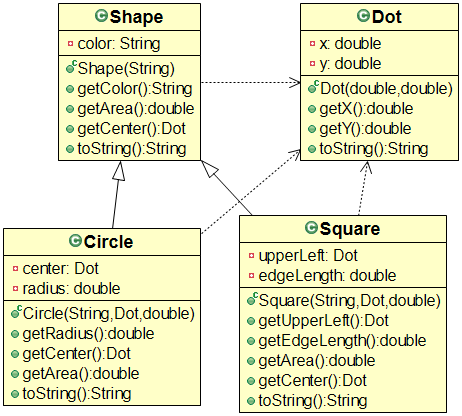 Shape
color: String
Shape(String)
getColor():String
getArea():double
getCenter():Dot
toString():String
Dot
x: double
y: double
Dot(double,double)
getX():double
getY():double
toString():String
Circle
center: Dot
radius: double
Circle(String,Dot,double)
getRadius():double
getCenter():Dot
getArea():double
toString():String
Square
upperLeft: Dot
edgeLength: double
Square(String,Dot,double)
getUpperLeft():Dot
getEdgeLength():double
getArea():double
getCenter():Dot
toString():String